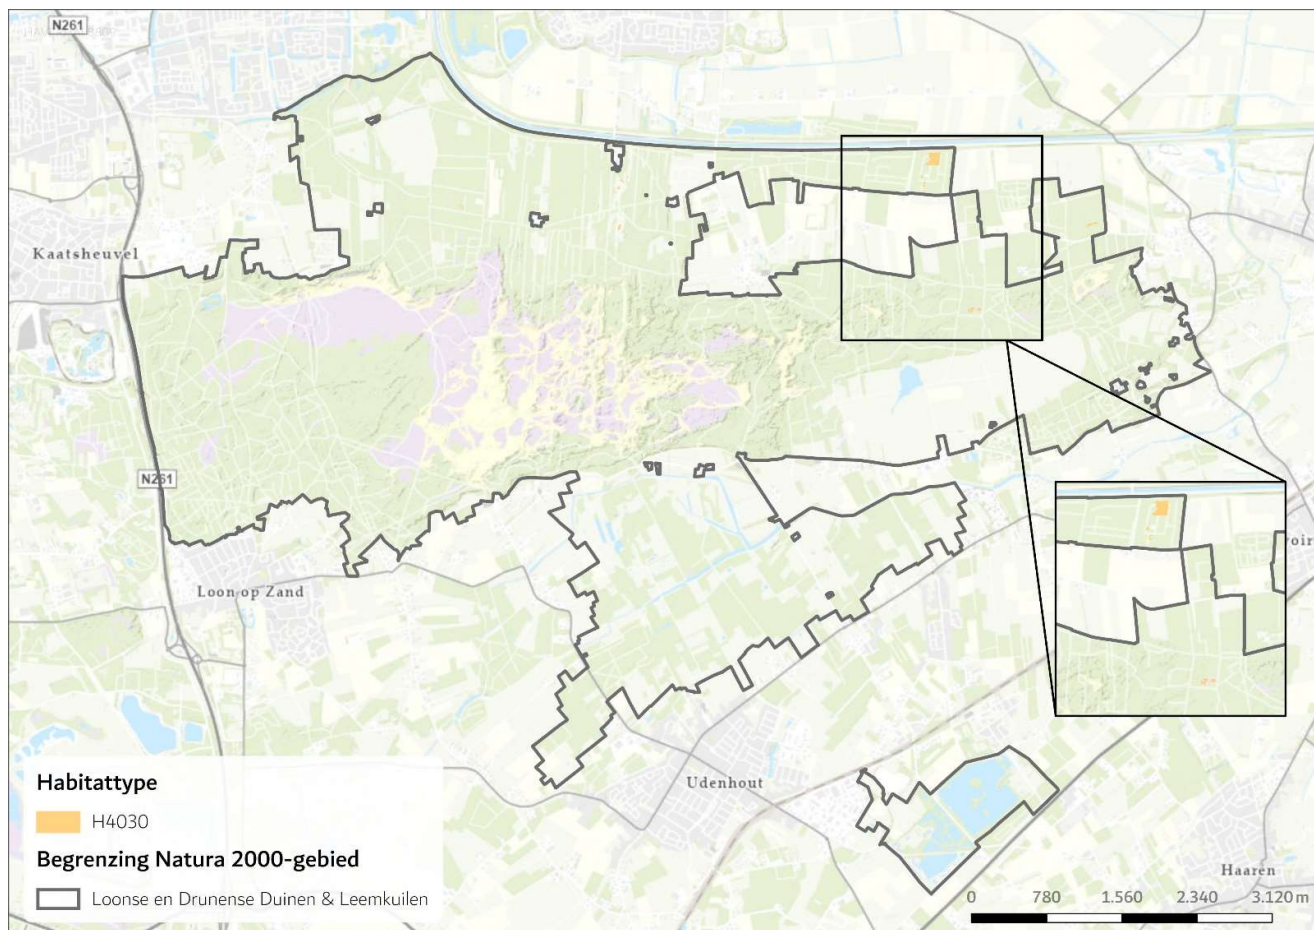 N261
Kaatsheuvel
N261
Loon op Zand
voir
Udenhout
Haaren
Habitattype
H4030
Begrenzing Natura 2000-gebied
Loonse en Drunense Duinen & Leemkuilen
0 780 1.560 2.340 3.120 m